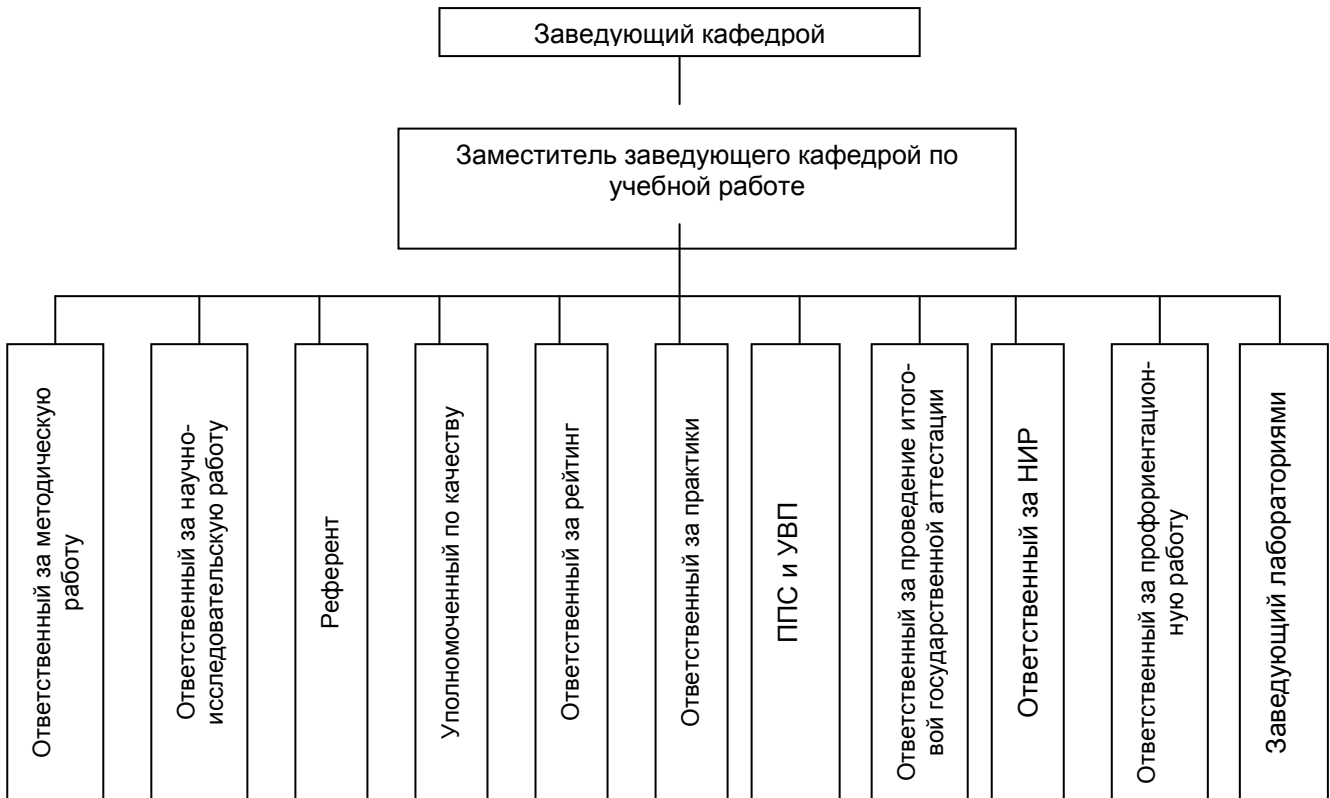 Заведующий кафедрой
Заместитель заведующего кафедрой по
учебной работе
Ответственный за методическую
работу
Ответственный за научно-
исследовательскую работу
Референт
Уполномоченный по качеству
Ответственный за рейтинг
Ответственный за практики
ППС и УВП
Ответственный за проведение итого-
вой государственной аттестации
Ответственный за НИР
Ответственный за профориентацион-
ную работу
Заведующий лабораториями